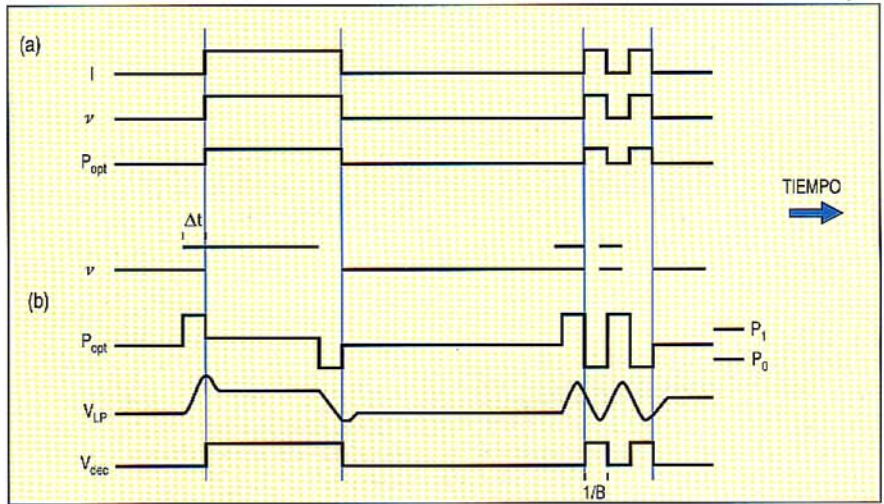 (a)
I
ν
P_opt
TIEMPO
Δt
ν
(b)
P_opt
P_1
P_0
V_LP
V_dec
1/B